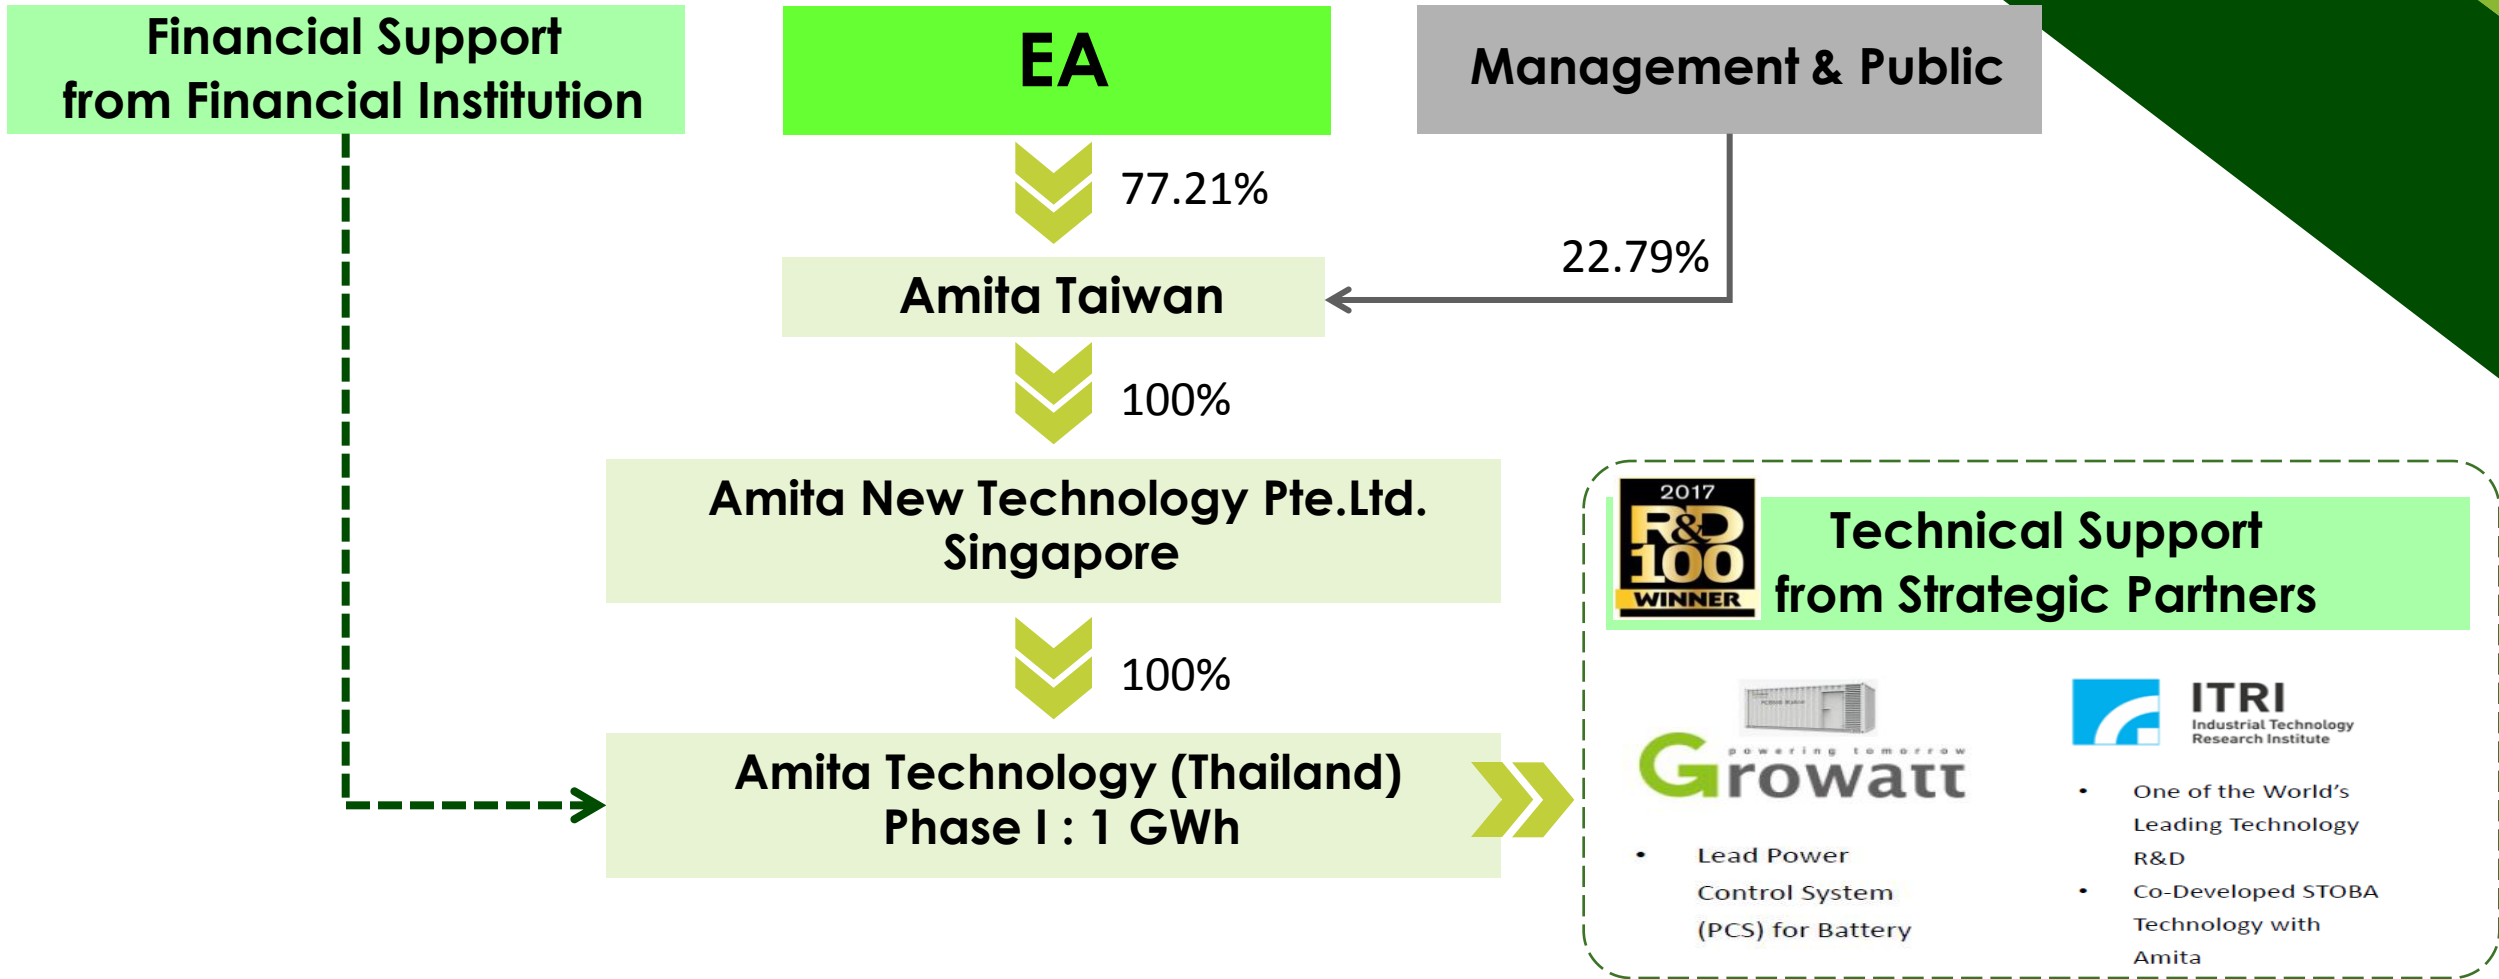 Financial Support
from Financial Institution
EA
Management & Public
77.21%
22.79%
Amita Taiwan
100%
Amita New Technology Pte.Ltd.
Singapore
100%
Amita Technology (Thailand)
Phase I : 1 GWh
2017
R&D
100
WINNER
Technical Support
from Strategic Partners
powering tomorrow
Growatt
• Lead Power
Control System
(PCS) for Battery
ITRI
Industrial Technology
Research Institute
• One of the World's
Leading Technology
R&D
• Co-Developed STOBA
Technology with
Amita